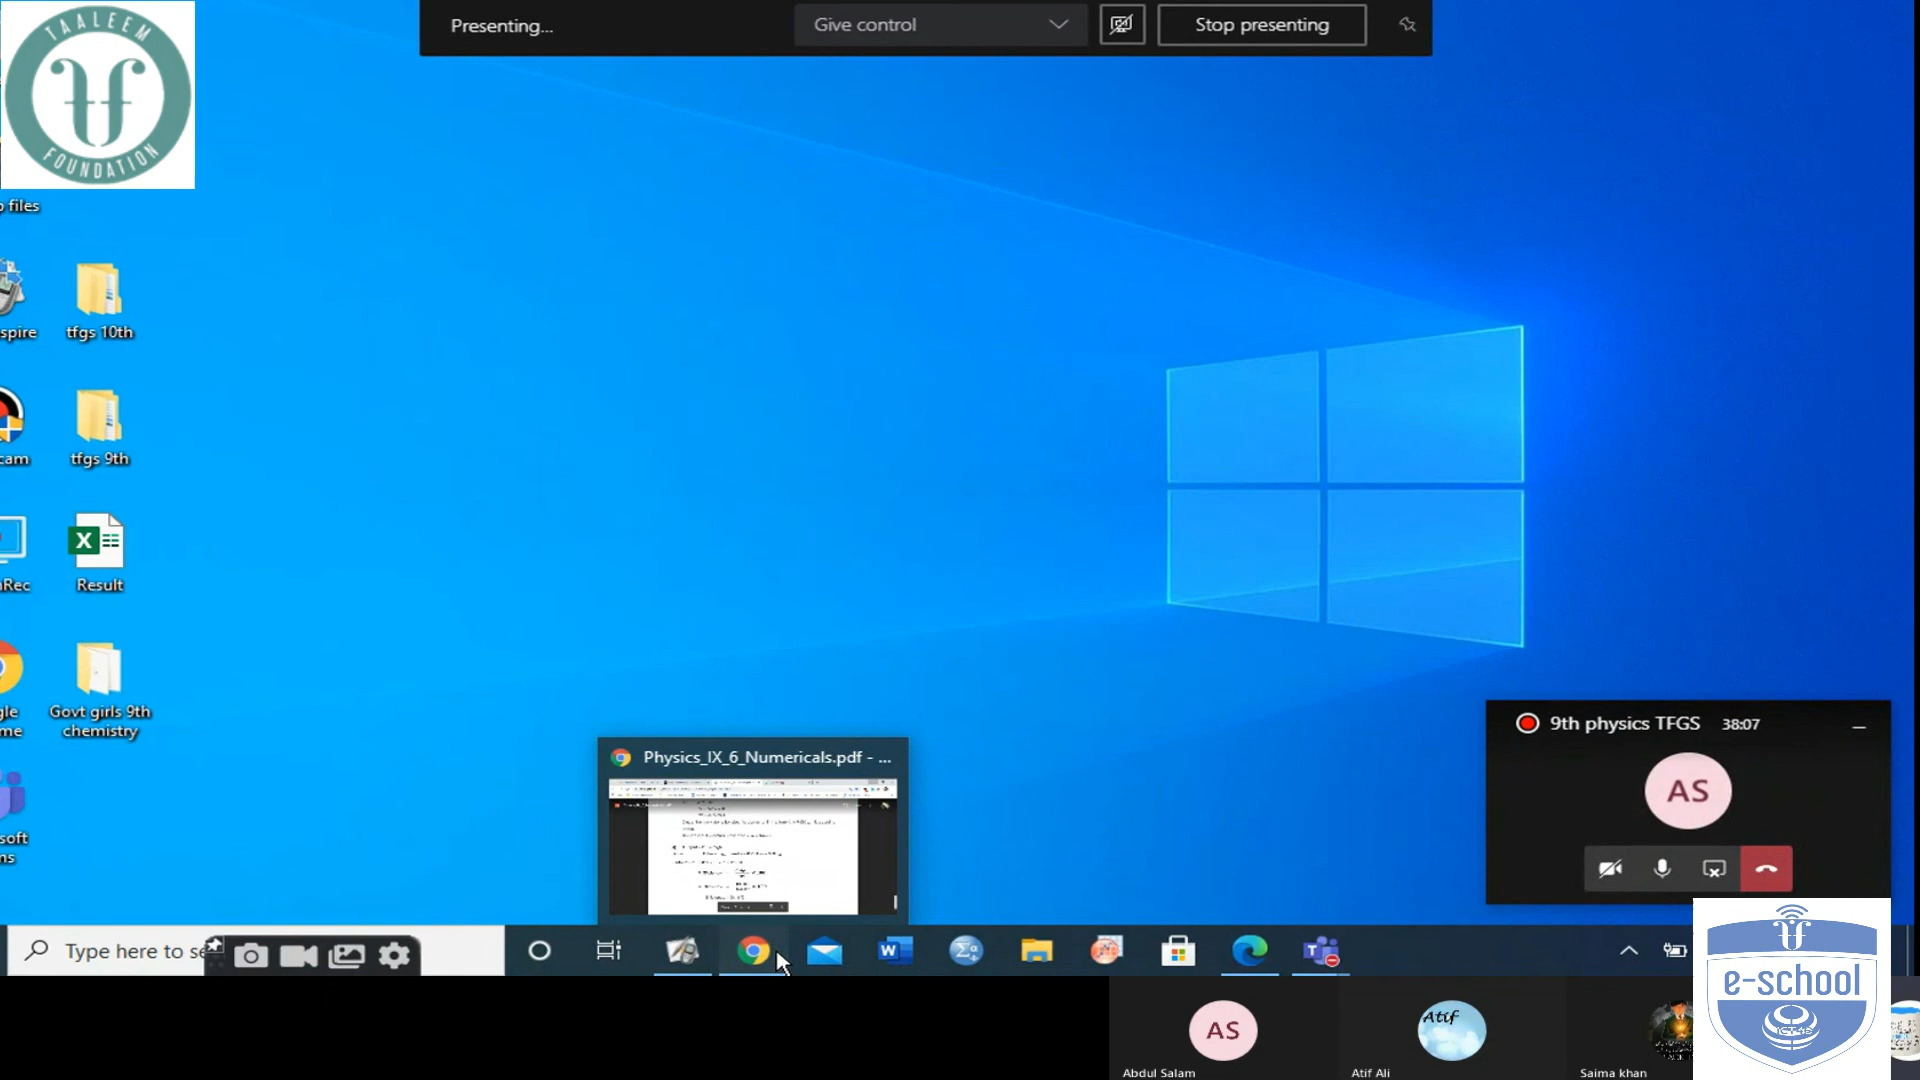 TAALEEM
FOUNDATION
Presenting...
Give control
Stop presenting
files
spire
tfgs 10th
cam
tfgs 9th
Rec
Result
gle
me
Govt girls 9th
chemistry
soft
ms
Physics_IX_6_Numericals.pdf - ...
9th physics TFGS 38:07
AS
Type here to se
e-school
AS
Atif
Abdul Salam
Atif Ali
Saima khan